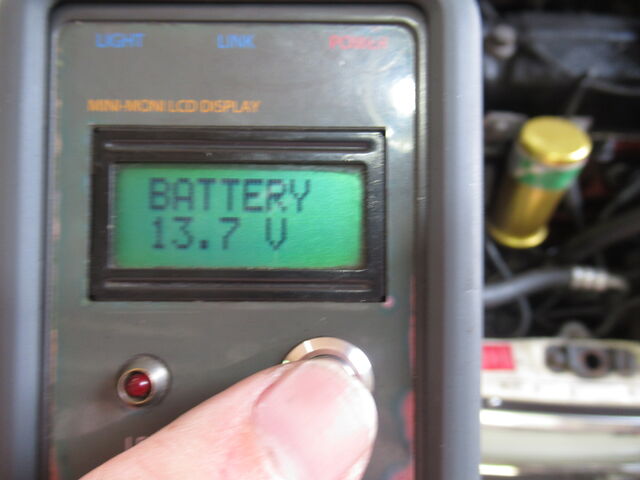 LIGHT LINK POWER
MINI-MONI LCD DISPLAY
BATTERY
13.7 V